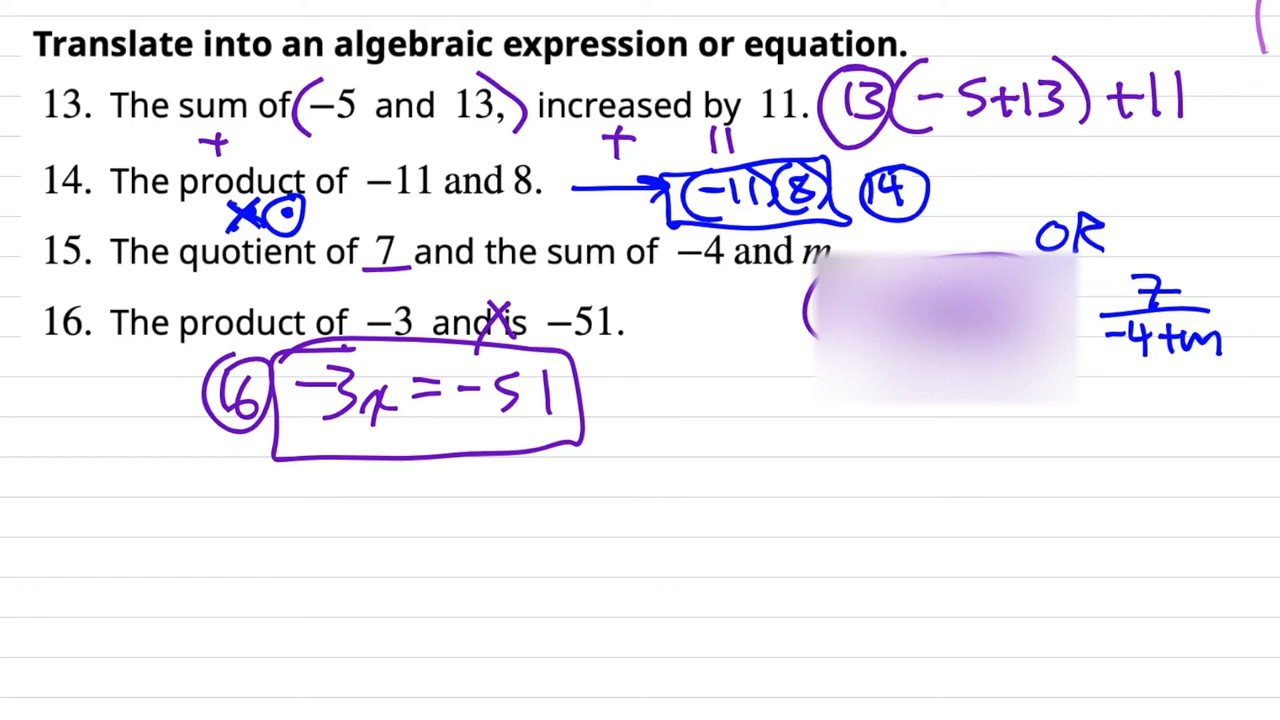 Translate into an algebraic expression or equation.
13. The sum of (−5 and 13,) increased by 11. (13) (-5+13) +11
+ + 11
14. The product of −11 and 8. → (-11)(8) (14)
× •
OR
15. The quotient of 7 and the sum of −4 and m
7
-4+m
16. The product of −3 and x is −51.
(16) -3x = -51